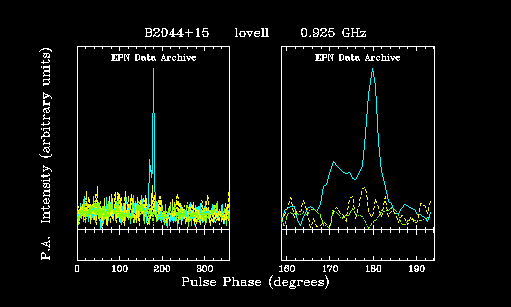 B2044+15 lovell 0.925 GHz
EPN Data Archive EPN Data Archive
P.A. Intensity (arbitrary units)
0 100 200 300 160 170 180 190
Pulse Phase (degrees)